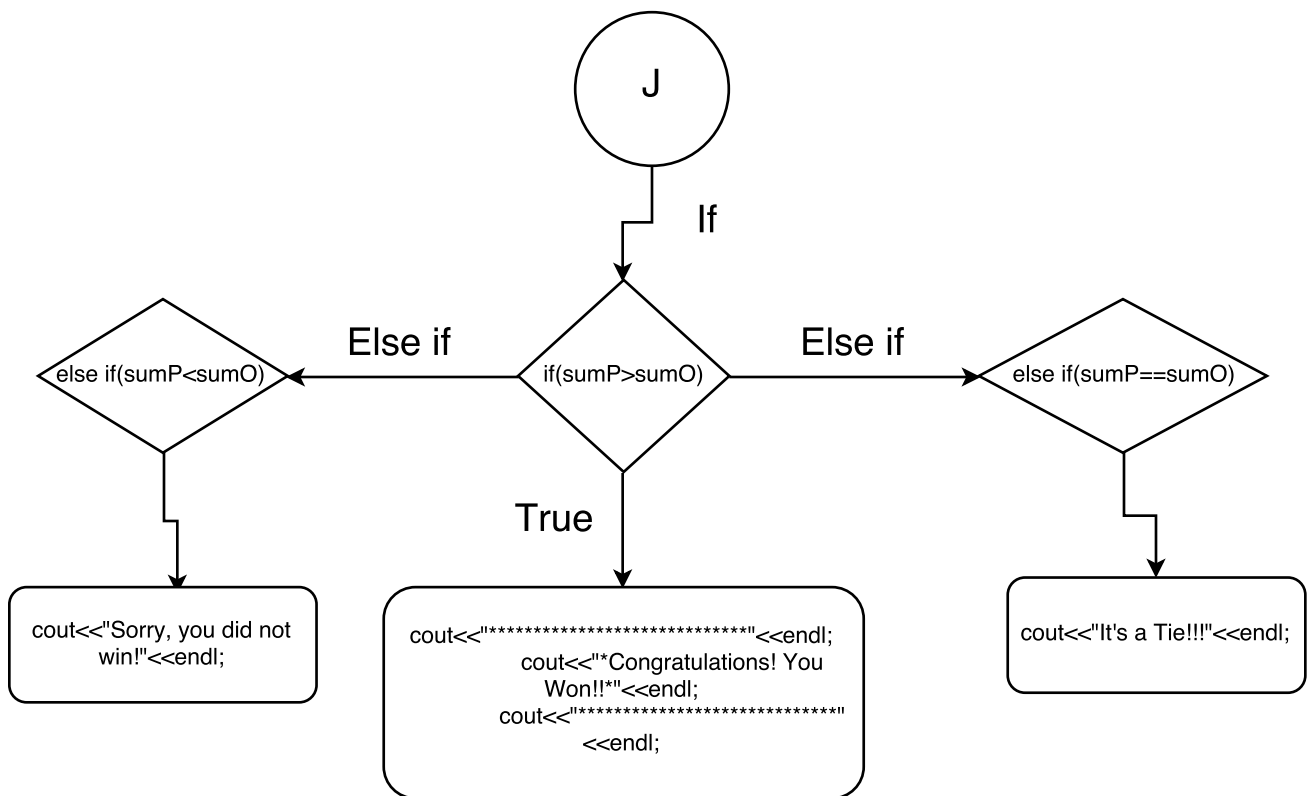 J
If
Else if
Else if
else if(sumP<sumO)
if(sumP>sumO)
else if(sumP==sumO)
True
cout<<"Sorry, you did not
win!"<<endl;
cout<<"*****************************"<<endl;
cout<<"*Congratulations! You
Won!!*"<<endl;
cout<<"*****************************"
<<endl;
cout<<"It's a Tie!!!"<<endl;